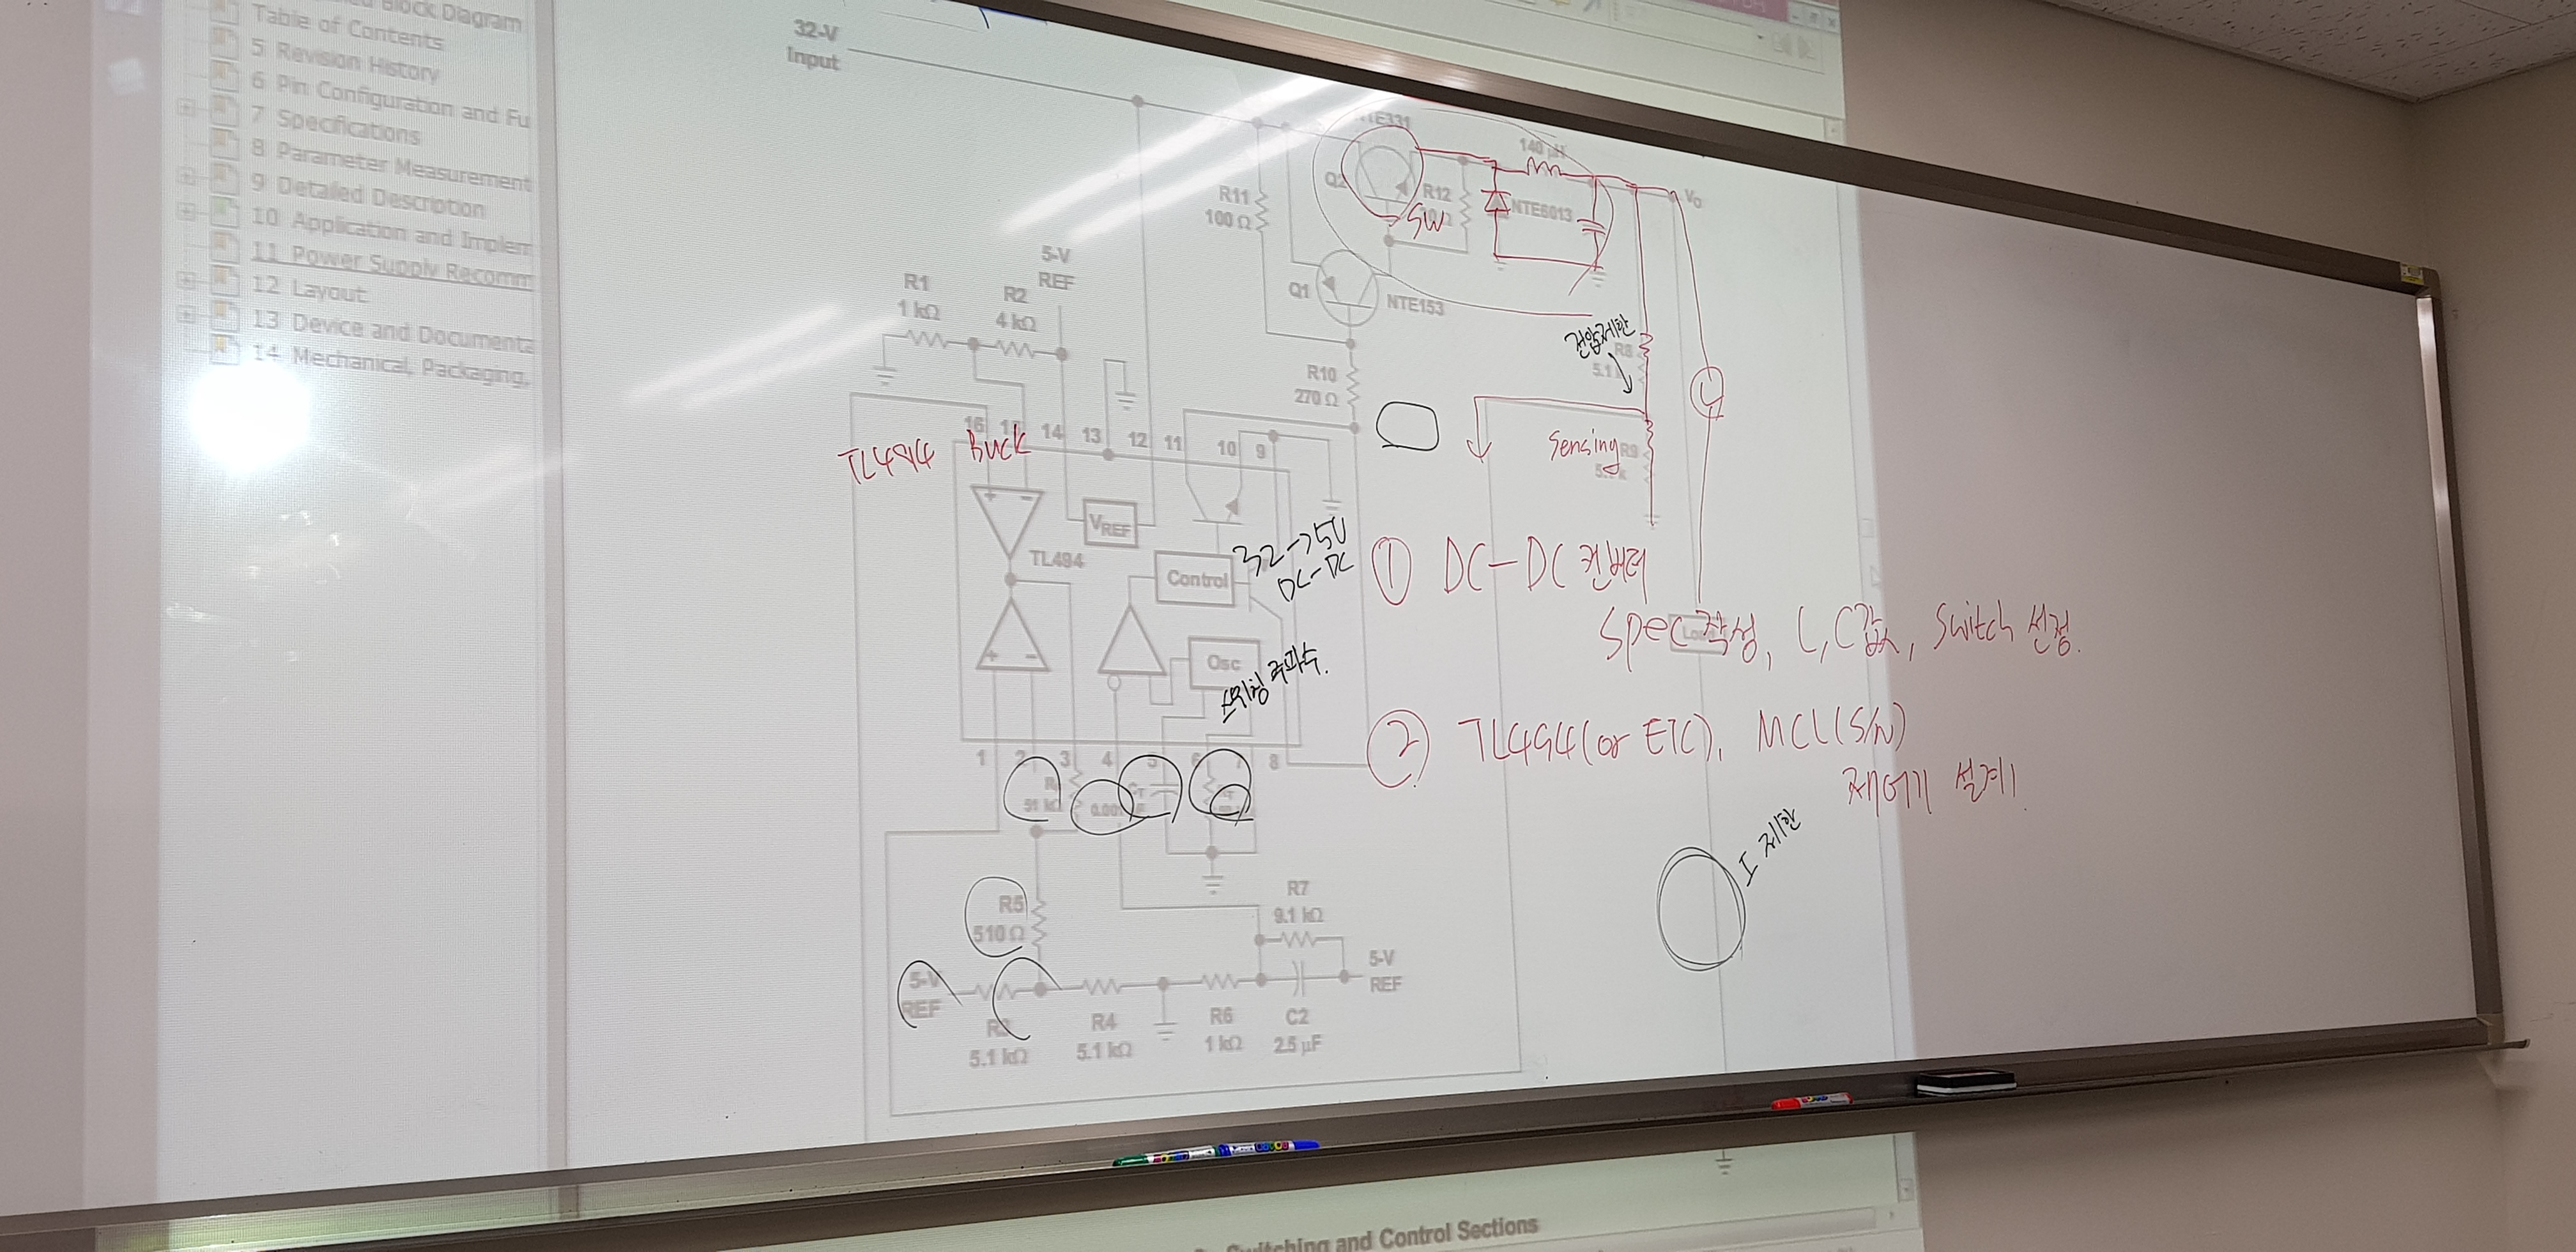 Block Diagram
Table of Contents
5 Revision History
6 Pin Configuration and Fu
7 Specifications
8 Parameter Measurement
9 Detailed Description
10 Application and Implem
11 Power Supply Recomm
12 Layout
13 Device and Documenta
14 Mechanical, Packaging,
32-V
Input
140 µH
Q2
R12
SW
NTE6013
VO
R11
100 Ω
Q1
NTE153
5-V
REF
R1
1 kΩ
R2
4 kΩ
R10
270 Ω
전압제한
R8
5.1
16
14
13
12
11
10
9
TL494 Buck
Sensing
R9
VREF
TL494
Control
32->5V
DC-DC
Osc
스위칭 주파수.
① DC-DC 컨버터
Spec 작성, L, C값, Switch 선정.
② TL494 (or ETC), MCU (S/W)
제어기 설계
1
2
3
4
5
6
7
8
51 kΩ
0.001
I 제한
R5
510 Ω
R7
9.1 kΩ
5-V
REF
5-V
REF
R3
5.1 kΩ
R4
5.1 kΩ
R6
1 kΩ
C2
2.5 µF
Switching and Control Sections